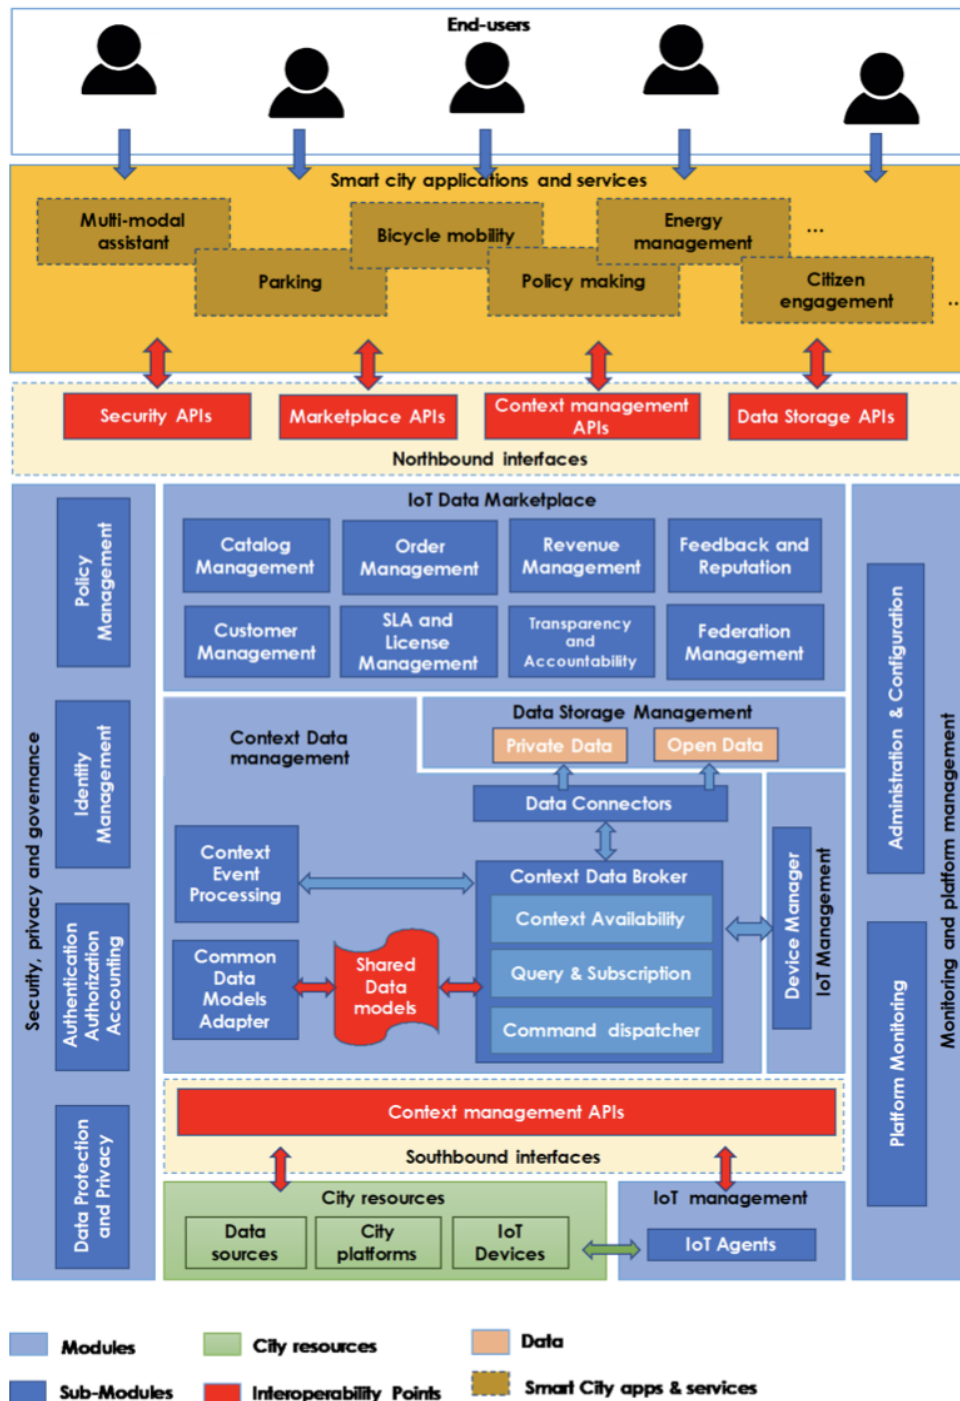 End-users
Smart city applications and services
Multi-modal
assistant
Parking
Bicycle mobility
Policy making
Energy
management
...
Citizen
engagement
...
Security APIs
Marketplace APIs
Context management
APIs
Data Storage APIs
Northbound interfaces
Security, privacy and governance
Policy
Management
Identity
Management
Authentication
Authorization
Accounting
Data Protection
and Privacy
IoT Data Marketplace
Catalog
Management
Order
Management
Revenue
Management
Feedback and
Reputation
Customer
Management
SLA and
License
Management
Transparency
and
Accountability
Federation
Management
Context Data
management
Data Storage Management
Private Data
Open Data
Data Connectors
Context
Event
Processing
Context Data Broker
Context Availability
Query & Subscription
Command dispatcher
Common
Data
Models
Adapter
Shared
Data
models
Device Manager
IoT Management
Administration & Configuration
Platform Monitoring
Monitoring and platform management
Context management APIs
Southbound interfaces
City resources
Data
sources
City
platforms
IoT
Devices
IoT management
IoT Agents
Modules
City resources
Data
Sub-Modules
Interoperability Points
Smart City apps & services